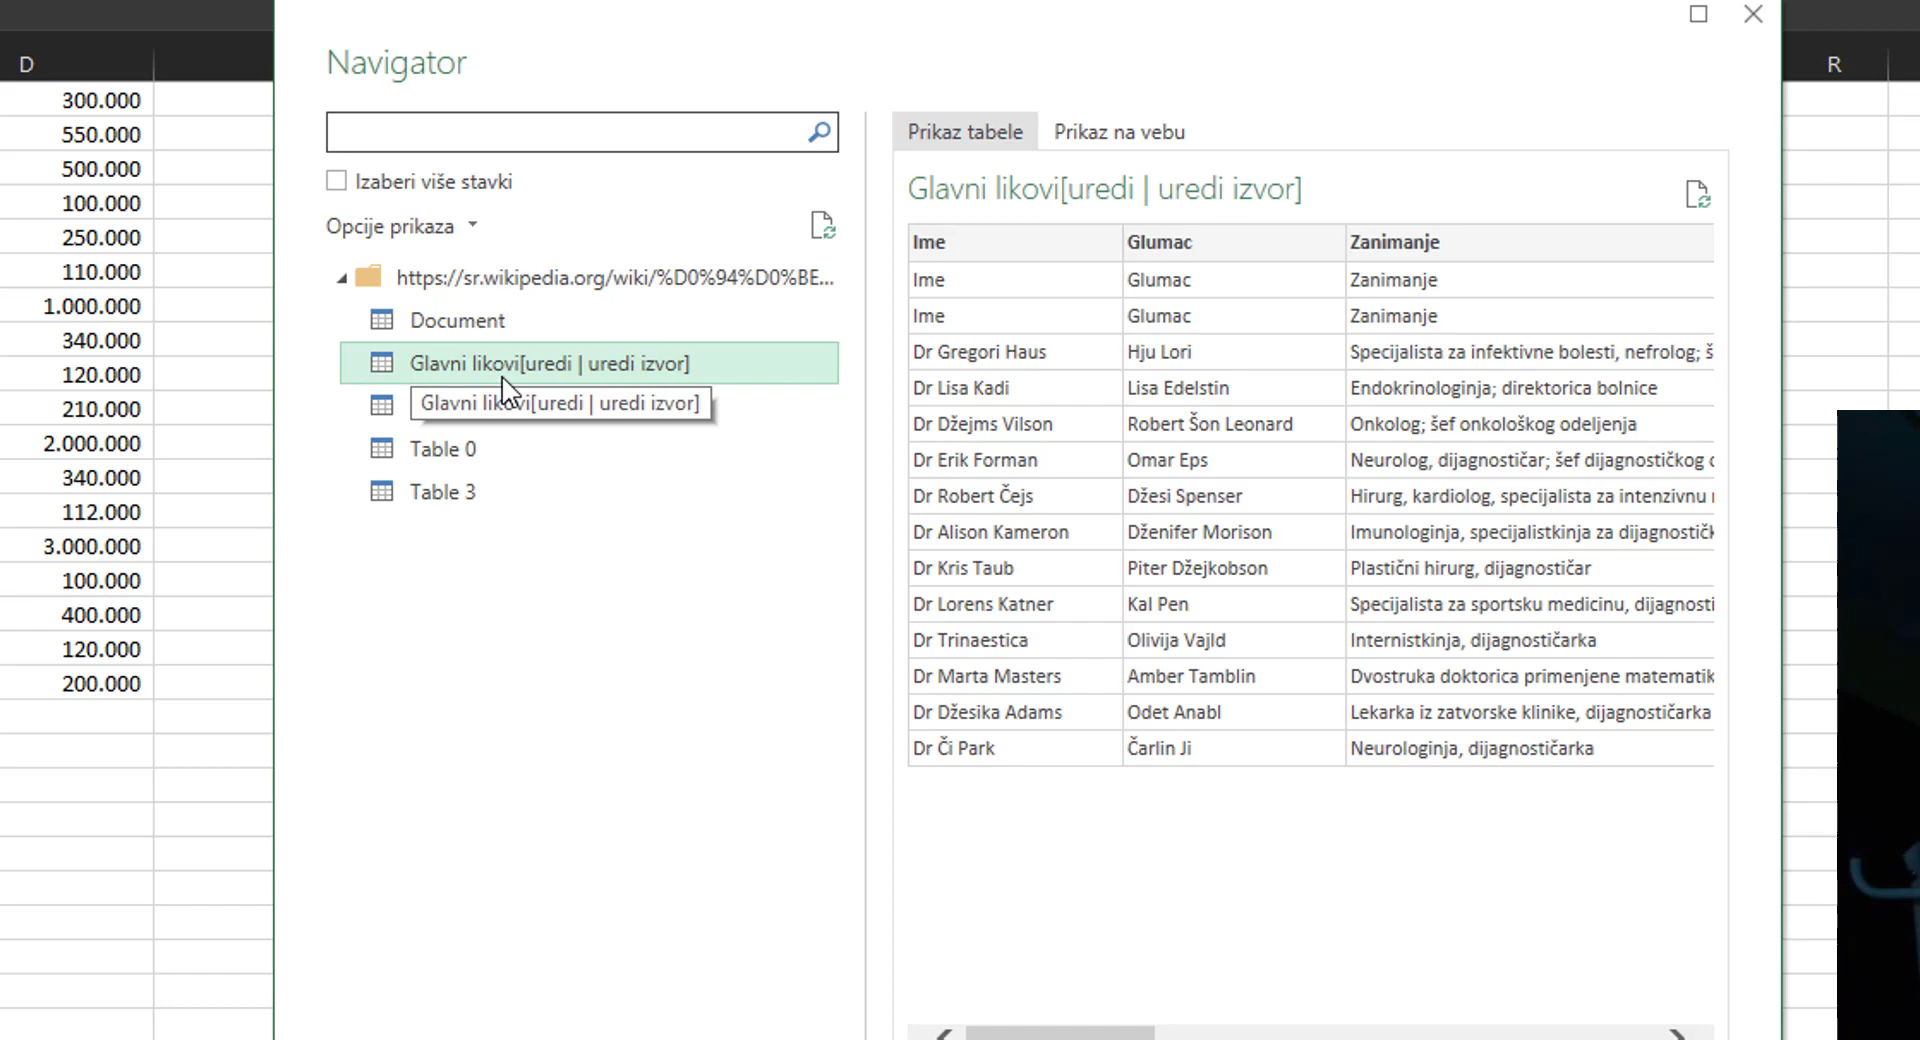 D
300.000
550.000
500.000
100.000
250.000
110.000
1.000.000
340.000
120.000
210.000
2.000.000
340.000
112.000
3.000.000
100.000
400.000
120.000
200.000
Navigator
Izaberi više stavki
Opcije prikaza
https://sr.wikipedia.org/wiki/%D0%94%D0%BE...
Document
Glavni likovi[uredi | uredi izvor]
Glavni likovi[uredi | uredi izvor]
Table 0
Table 3
Prikaz tabele Prikaz na vebu
Glavni likovi[uredi | uredi izvor]
Ime Glumac Zanimanje
Ime Glumac Zanimanje
Ime Glumac Zanimanje
Dr Gregori Haus Hju Lori Specijalista za infektivne bolesti, nefrolog; š
Dr Lisa Kadi Lisa Edelstin Endokrinologinja; direktorica bolnice
Dr Džejms Vilson Robert Šon Leonard Onkolog; šef onkološkog odeljenja
Dr Erik Forman Omar Eps Neurolog, dijagnostičar; šef dijagnostičkog
Dr Robert Čejs Džesi Spenser Hirurg, kardiolog, specijalista za intenzivnu
Dr Alison Kameron Dženifer Morison Imunologinja, specijalistkinja za dijagnostičk
Dr Kris Taub Piter Džejkobson Plastični hirurg, dijagnostičar
Dr Lorens Katner Kal Pen Specijalista za sportsku medicinu, dijagnosti
Dr Trinaestica Olivija Vajld Internistkinja, dijagnostičarka
Dr Marta Masters Amber Tamblin Dvostruka doktorica primenjene matematik
Dr Džesika Adams Odet Anabl Lekarka iz zatvorske klinike, dijagnostičarka
Dr Či Park Čarlin Ji Neurologinja, dijagnostičarka
R